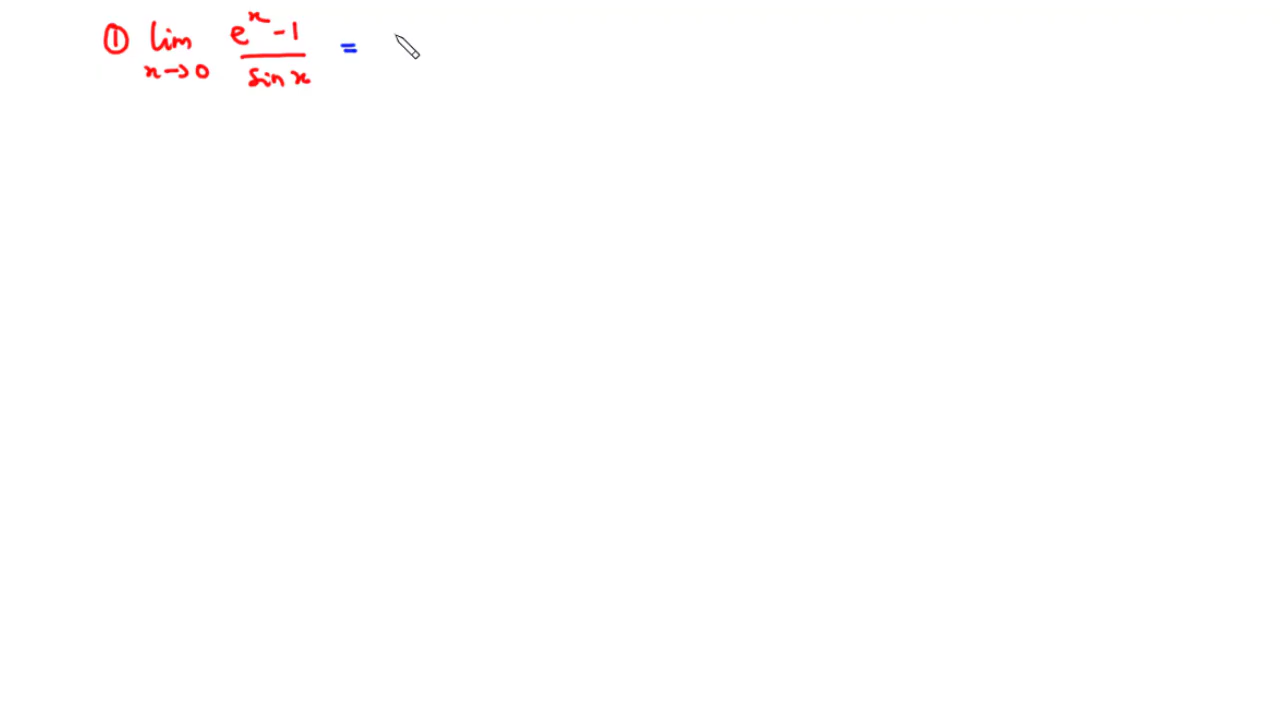 ① lim x→0 (e^x - 1)/(sin x) =